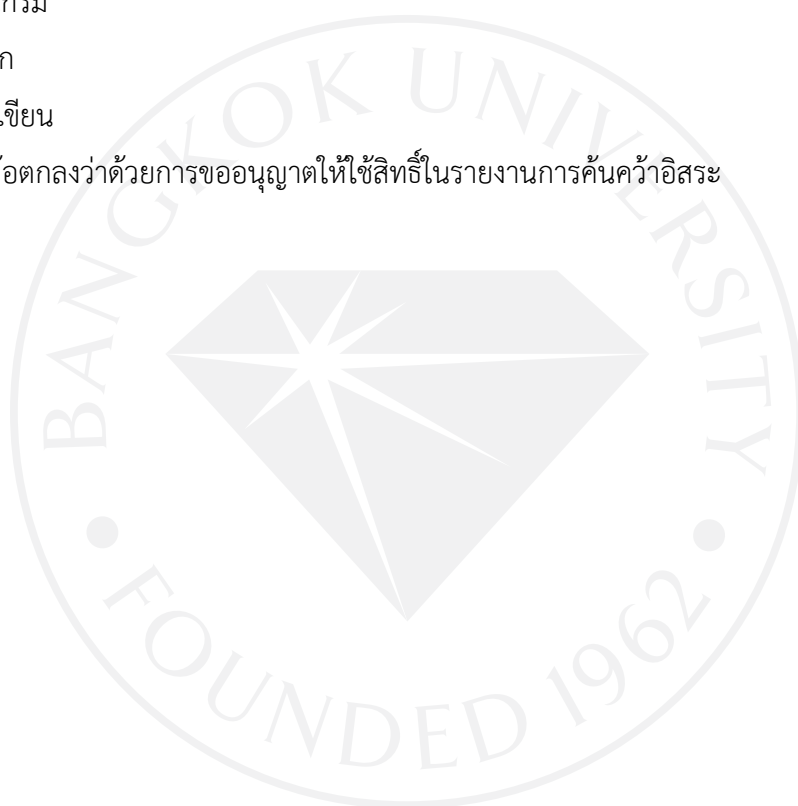 กรม
ก
เขียน
้อตกลงว่าด้วยการขออนุญาตให้ใช้สิทธิ์ในรายงานการค้นคว้าอิสระ
BANGKOK UNIVERSITY
FOUNDED 1962